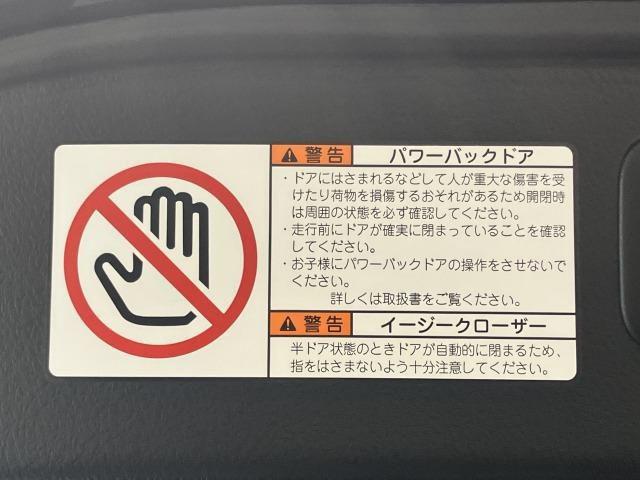 警告 パワーバックドア
・ドアにはさまれるなどして人が重大な傷害を受
けたり荷物を損傷するおそれがあるため開閉時
は周囲の状態を必ず確認してください。
・走行前にドアが確実に閉まっていることを確認
してください。
・お子様にパワーバックドアの操作をさせないで
ください。
詳しくは取扱書をご覧ください。
警告 イージークローザー
半ドア状態のときドアが自動的に閉まるため、
指をはさまないよう十分注意してください。